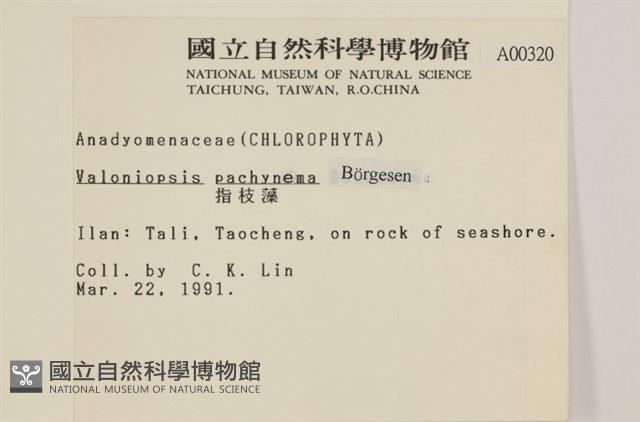 國立自然科學博物館 A00320
NATIONAL MUSEUM OF NATURAL SCIENCE
TAICHUNG, TAIWAN, R.O.CHINA
Anadyomenaceae(CHLOROPHYTA)
Valoniopsis pachynema Börgesen
指枝藻
Ilan: Tali, Taocheng, on rock of seashore.
Coll. by C. K. Lin
Mar. 22, 1991.
國立自然科學博物館
NATIONAL MUSEUM OF NATURAL SCIENCE